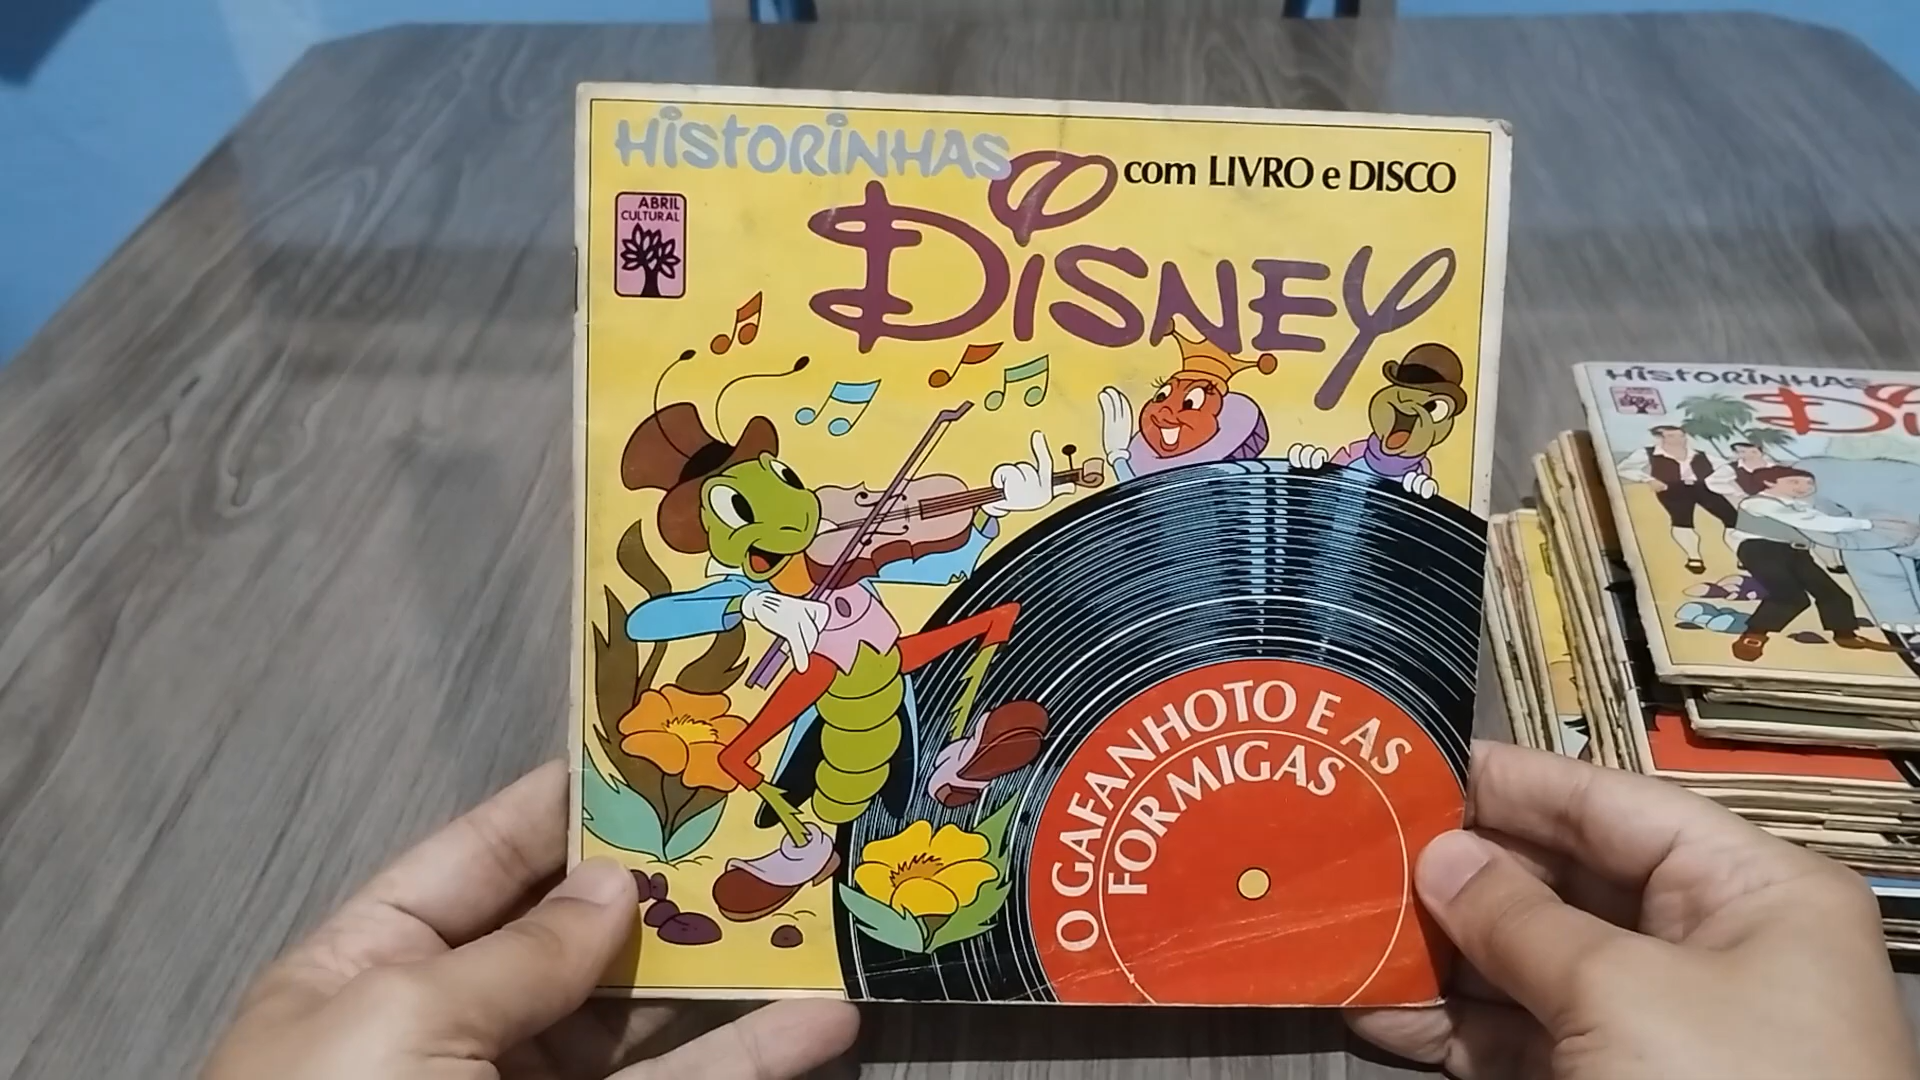 HISTORINHAS
com LIVRO e DISCO
DISNEY
ABRIL
CULTURAL
O GAFANHOTO E AS
FORMIGAS
HISTORINHAS